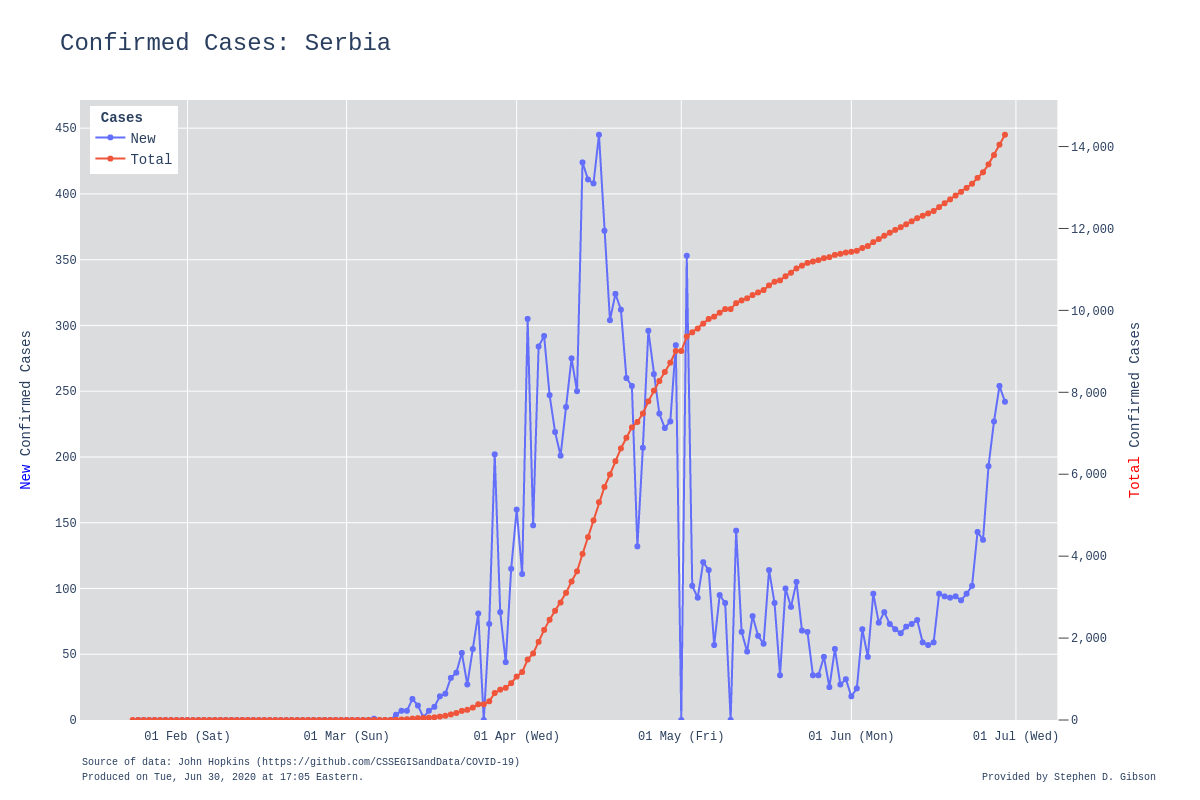 Confirmed Cases: Serbia
Cases
New
Total
450
400
350
300
250
200
150
100
50
0
New Confirmed Cases
14,000
12,000
10,000
8,000
6,000
4,000
2,000
0
Total Confirmed Cases
01 Feb (Sat)
01 Mar (Sun)
01 Apr (Wed)
01 May (Fri)
01 Jun (Mon)
01 Jul (Wed)
Source of data: John Hopkins (https://github.com/CSSEGISandData/COVID-19)
Produced on Tue, Jun 30, 2020 at 17:05 Eastern.
Provided by Stephen D. Gibson